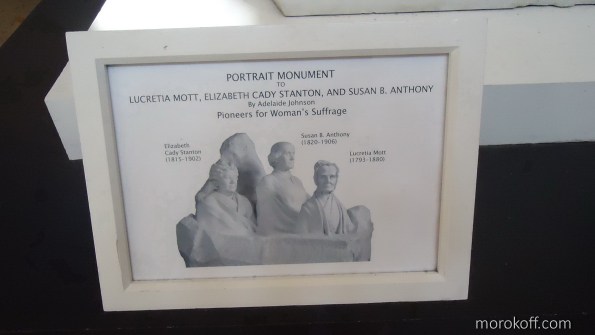 PORTRAIT MONUMENT
TO
LUCRETIA MOTT, ELIZABETH CADY STANTON, AND SUSAN B. ANTHONY
By Adelaide Johnson
Pioneers for Woman's Suffrage
Elizabeth
Cady Stanton
(1815-1902)
Susan B. Anthony
(1820-1906)
Lucretia Mott
(1793-1880)
morokoff.com